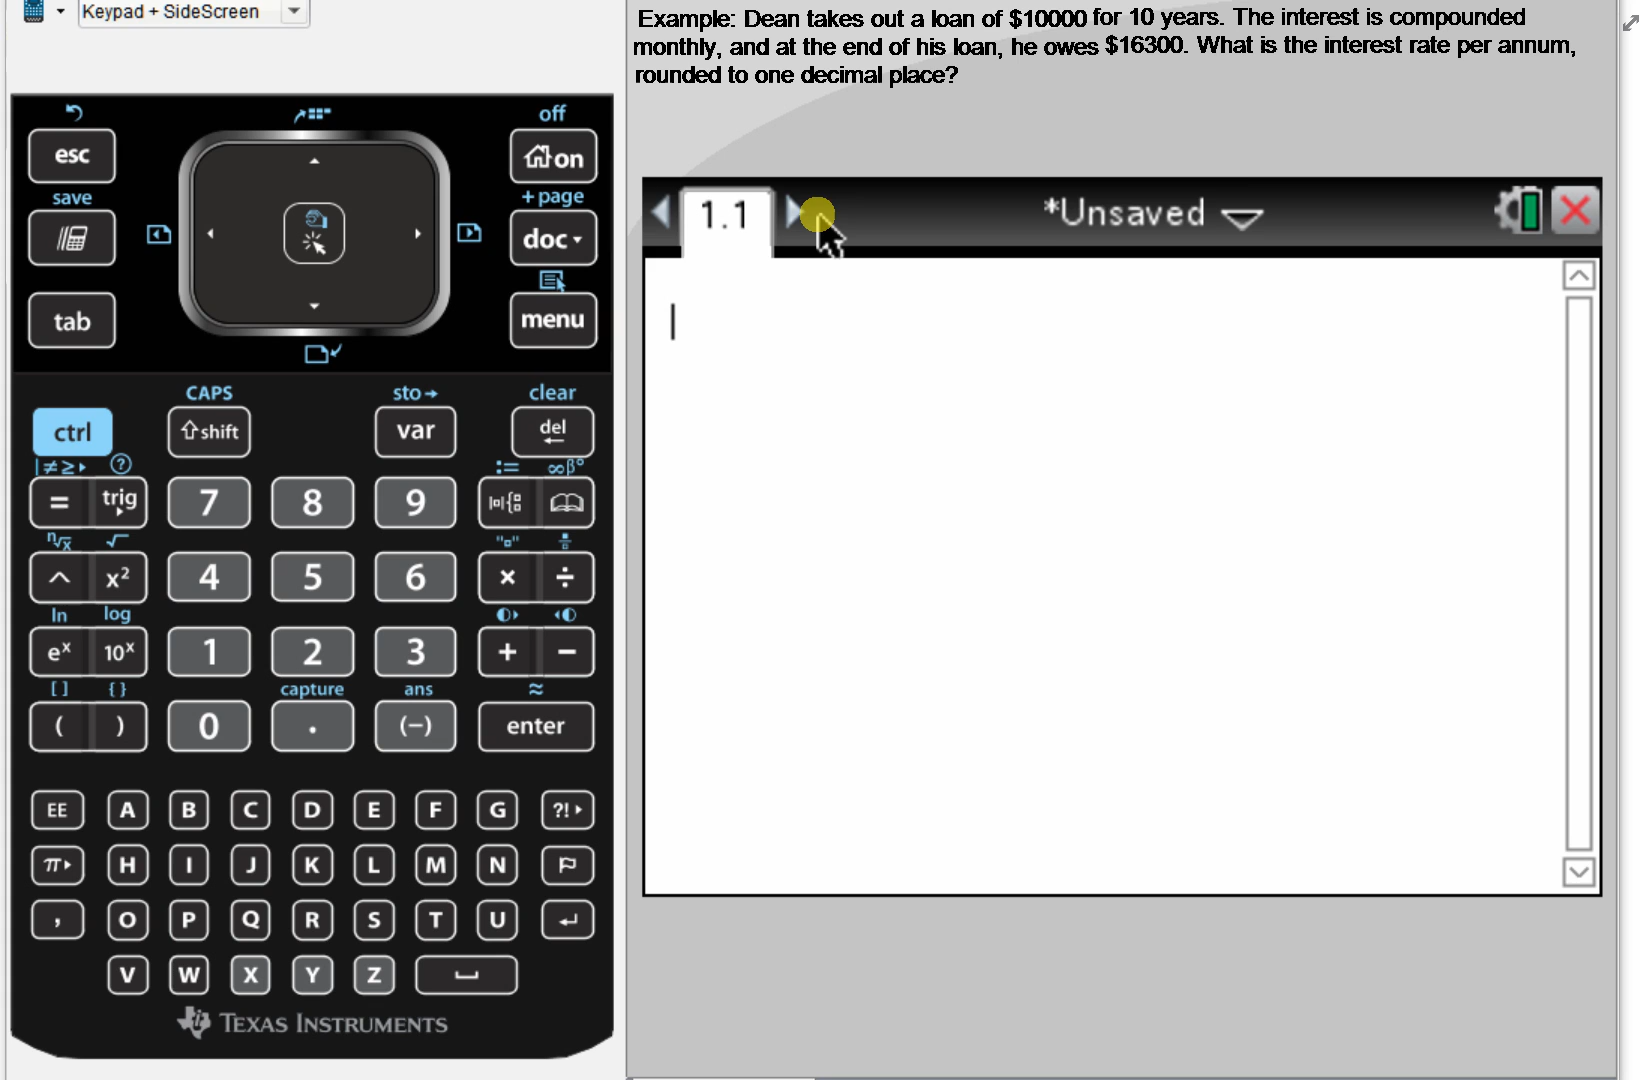 Keypad + SideScreen
Example: Dean takes out a loan of $10000 for 10 years. The interest is compounded
monthly, and at the end of his loan, he owes $16300. What is the interest rate per annum,
rounded to one decimal place?
off
esc
on
save
+ page
doc
tab
menu
1.1
*Unsaved
CAPS
sto→
clear
ctrl
⇧shift
var
del
|≠≥▸ ?
:= ∞β°
= trig
7 8 9
|▫|{
ⁿ√x √
"▫"
^ x²
4 5 6
× ÷
ln log
eˣ 10ˣ
1 2 3
+ −
[ ] { }
capture
ans
≈
( )
0 . (−)
enter
EE A B C D E F G ?!▸
π▸ H I J K L M N
, O P Q R S T U ↵
V W X Y Z
TEXAS INSTRUMENTS